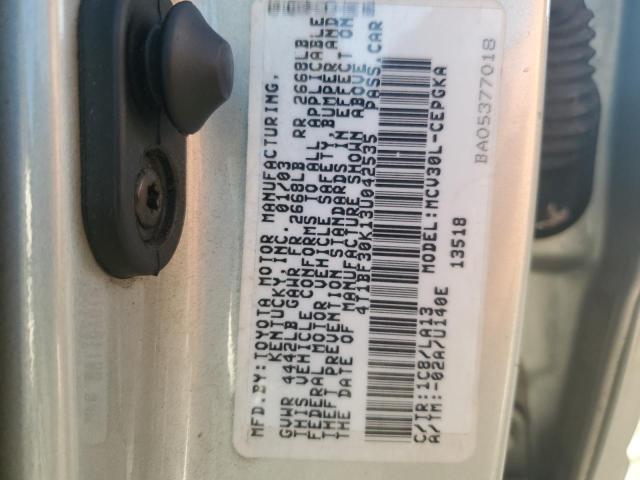 MFD.BY:TOYOTA MOTOR MANUFACTURING,
KENTUCKY,INC. 01/03
GVWR 4442LB GAWR FR 2668LB RR 2668LB
THIS VEHICLE CONFORMS TO ALL APPLICABLE
FEDERAL MOTOR VEHICLE SAFETY, BUMPER AND
THEFT PREVENTION STANDARDS IN EFFECT ON
THE DATE OF MANUFACTURE SHOWN ABOVE.
4T1BF30K13U042535 PASS.CAR
C/TR:1C8/LA13 MODEL:MCV30L-CEPGKA
A/TM:-02A/U140E 13518
BA05377018